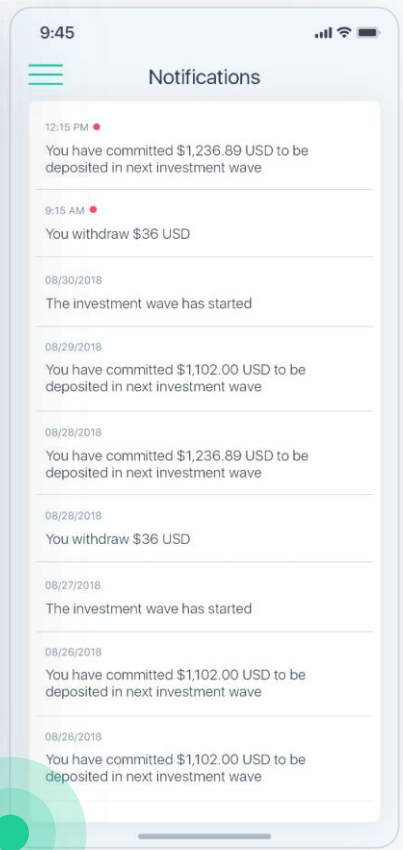 9:45
Notifications
12:15 PM
You have committed $1,236.89 USD to be
deposited in next investment wave
9:15 AM
You withdraw $36 USD
08/30/2018
The investment wave has started
08/29/2018
You have committed $1,102.00 USD to be
deposited in next investment wave
08/28/2018
You have committed $1,236.89 USD to be
deposited in next investment wave
08/28/2018
You withdraw $36 USD
08/27/2018
The investment wave has started
08/26/2018
You have committed $1,102.00 USD to be
deposited in next investment wave
08/26/2018
You have committed $1,102.00 USD to be
deposited in next investment wave